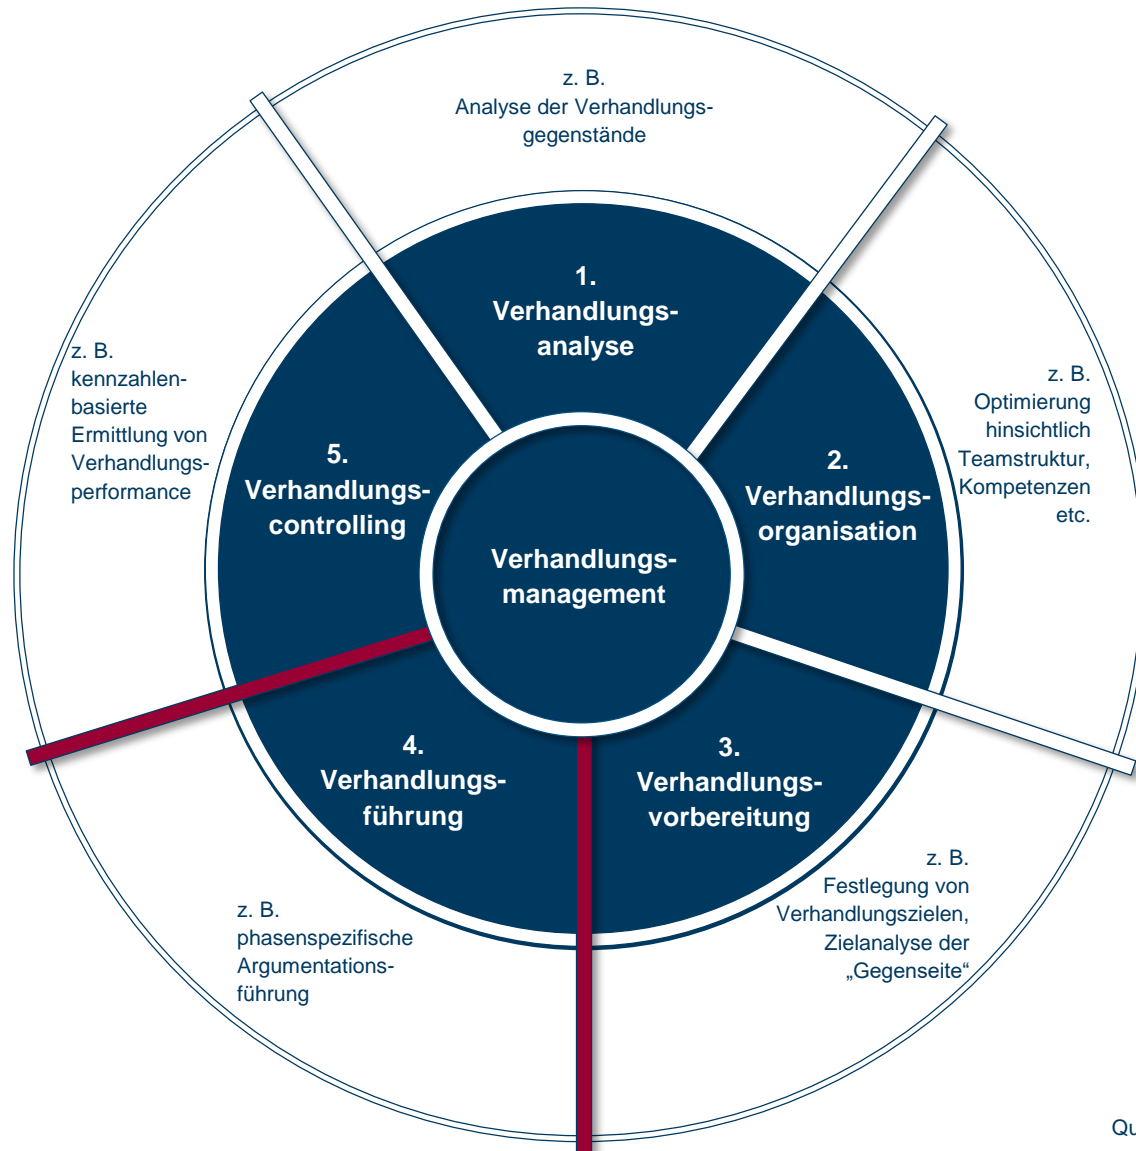 z. B.
Analyse der Verhandlungs-
gegenstände
1.
Verhandlungs-
analyse
z. B.
kennzahlen-
basierte
Ermittlung von
Verhandlungs-
performance
z. B.
Optimierung
hinsichtlich
Teamstruktur,
Kompetenzen
etc.
5.
Verhandlungs-
controlling
2.
Verhandlungs-
organisation
Verhandlungs-
management
4.
Verhandlungs-
führung
3.
Verhandlungs-
vorbereitung
z. B.
phasenspezifische
Argumentations-
führung
z. B.
Festlegung von
Verhandlungszielen,
Zielanalyse der
„Gegenseite“
Qu